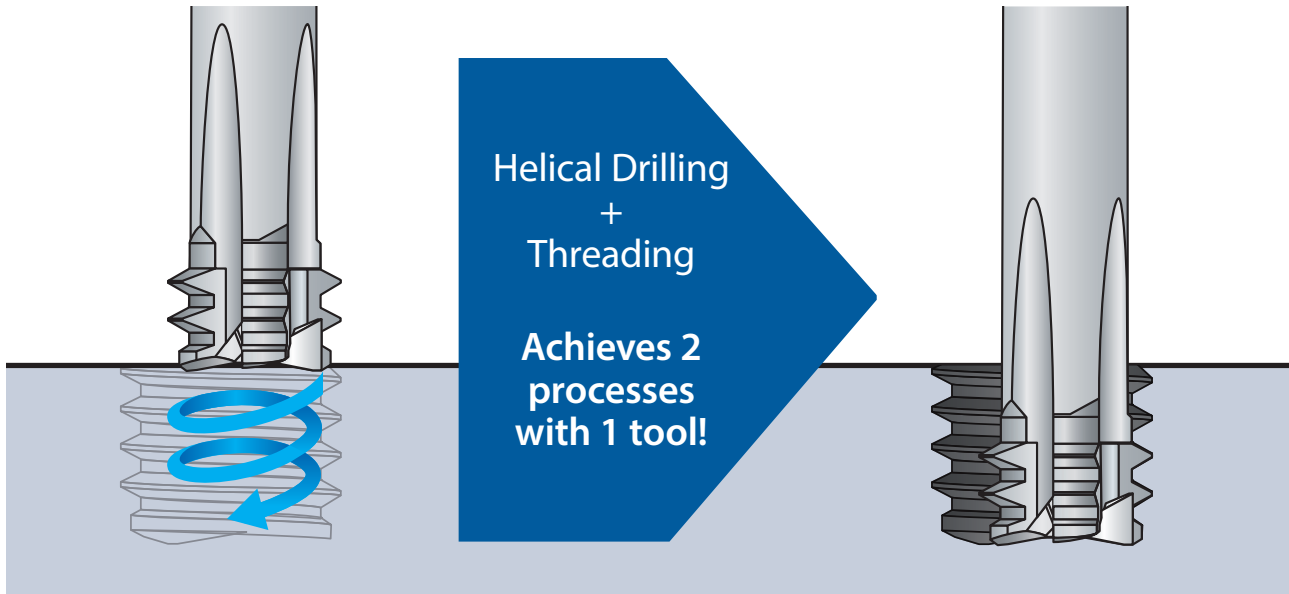 Helical Drilling
+
Threading
Achieves 2
processes
with 1 tool!